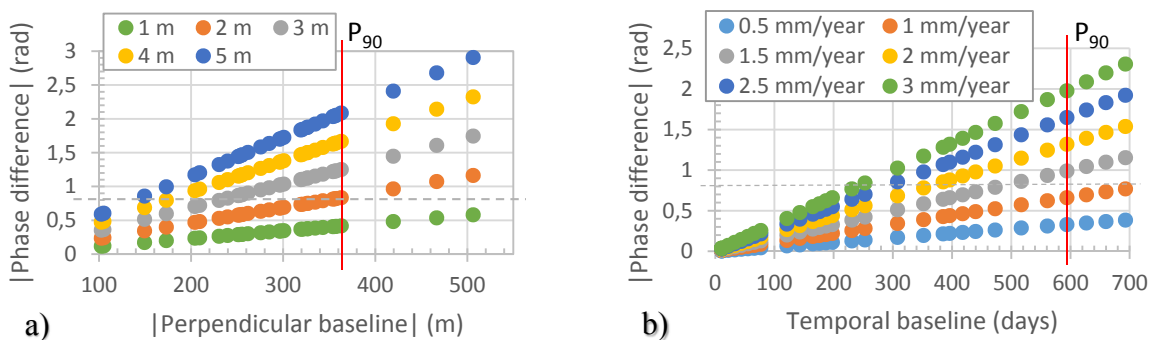 1 m 2 m 3 m
4 m 5 m
P90
|Phase difference| (rad)
3
2,5
2
1,5
1
0,5
0
100 200 300 400 500
|Perpendicular baseline| (m)
a)
0.5 mm/year 1 mm/year
1.5 mm/year 2 mm/year
2.5 mm/year 3 mm/year
P90
|Phase difference| (rad)
2,5
2
1,5
1
0,5
0
0 100 200 300 400 500 600 700
Temporal baseline (days)
b)